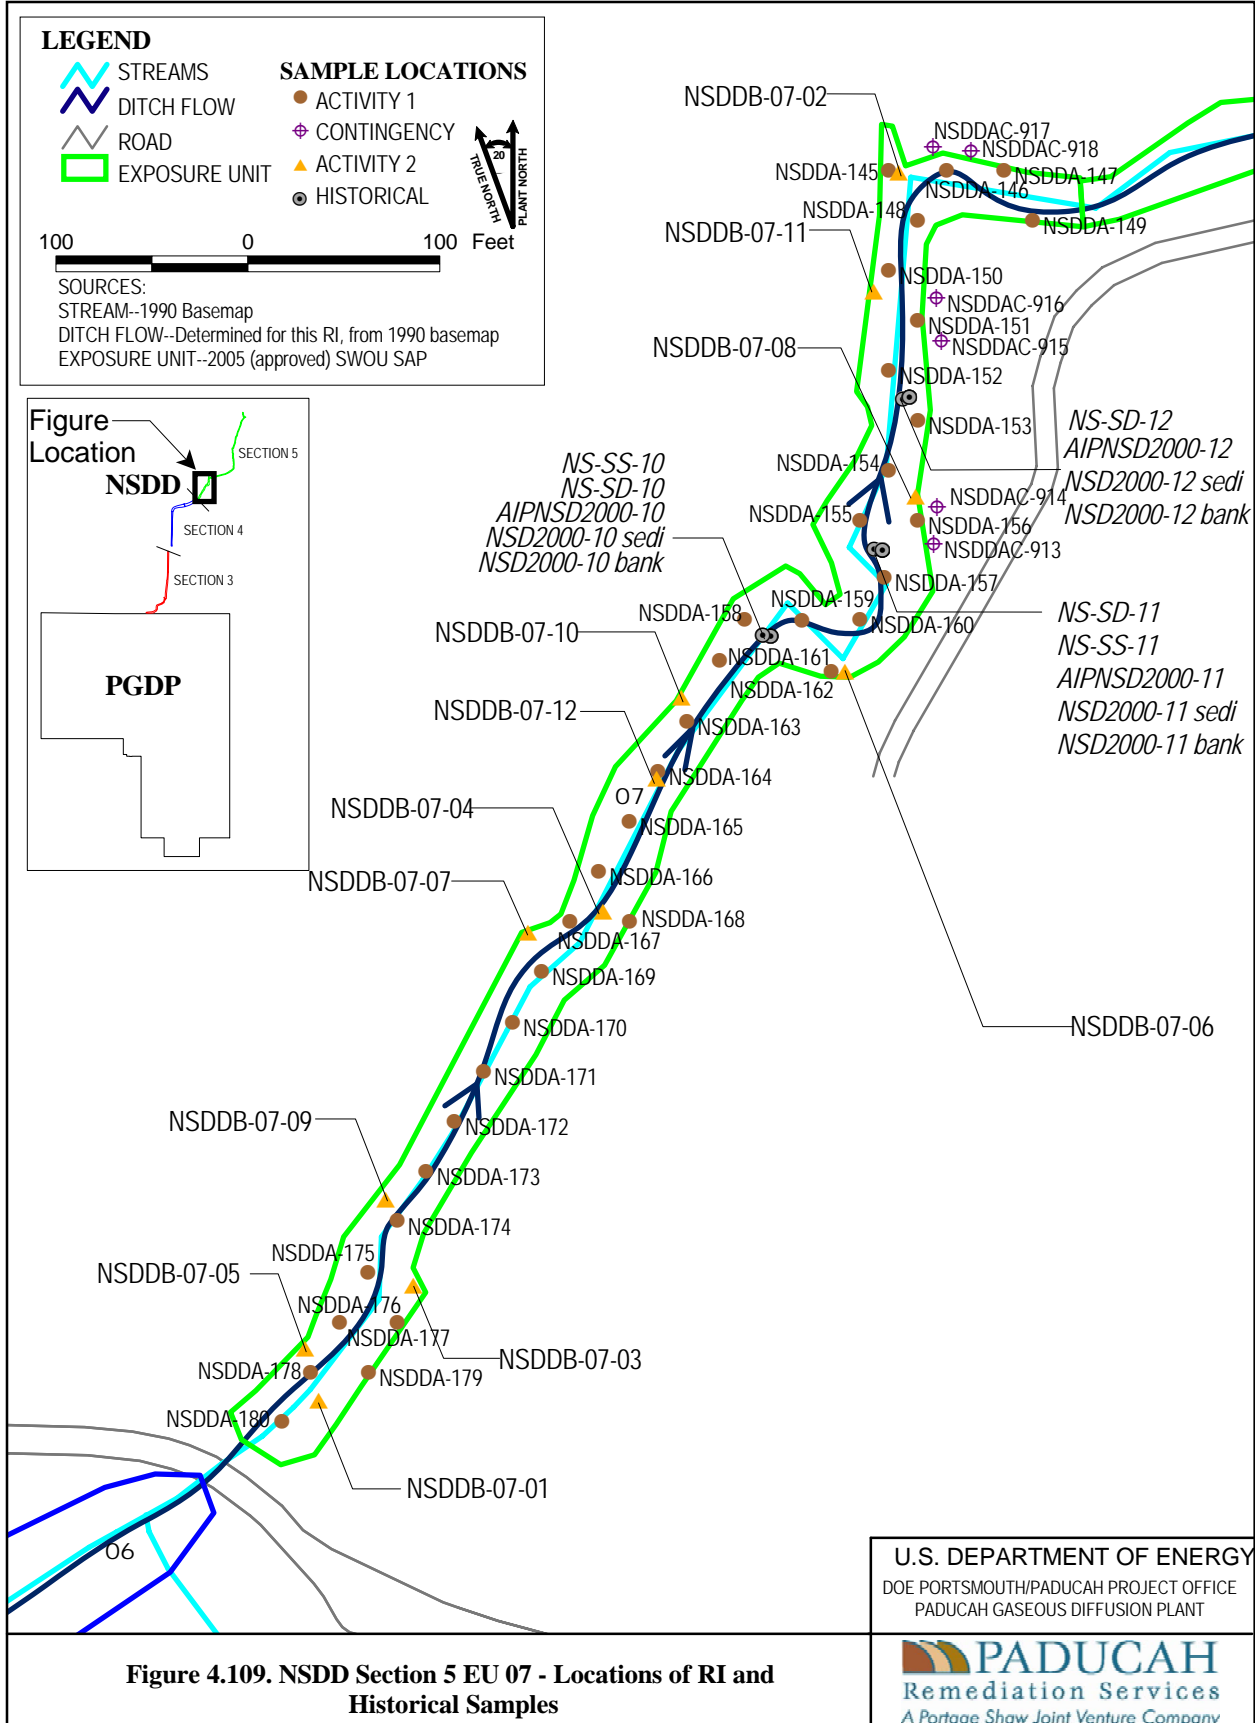 LEGEND
STREAMS
DITCH FLOW
ROAD
EXPOSURE UNIT
SAMPLE LOCATIONS
ACTIVITY 1
CONTINGENCY
ACTIVITY 2
HISTORICAL
20
TRUE NORTH
PLANT NORTH
100 0 100 Feet
SOURCES:
STREAM--1990 Basemap
DITCH FLOW--Determined for this RI, from 1990 basemap
EXPOSURE UNIT--2005 (approved) SWOU SAP
Figure
Location
NSDD
SECTION 5
SECTION 4
SECTION 3
PGDP
NSDDB-07-02
NSDDAC-917
NSDDAC-918
NSDDA-145
NSDDA-146
NSDDA-147
NSDDA-148
NSDDA-149
NSDDB-07-11
NSDDA-150
NSDDAC-916
NSDDA-151
NSDDAC-915
NSDDB-07-08
NSDDA-152
NSDDA-153
NS-SD-12
AIPNSD2000-12
NSD2000-12 sedi
NSD2000-12 bank
NSDDA-154
NSDDAC-914
NSDDA-155
NSDDA-156
NSDDAC-913
NS-SS-10
NS-SD-10
AIPNSD2000-10
NSD2000-10 sedi
NSD2000-10 bank
NSDDA-157
NSDDA-158
NSDDA-159
NSDDA-160
NS-SD-11
NS-SS-11
AIPNSD2000-11
NSD2000-11 sedi
NSD2000-11 bank
NSDDB-07-10
NSDDA-161
NSDDA-162
NSDDB-07-12
NSDDA-163
NSDDA-164
07
NSDDB-07-04
NSDDA-165
NSDDB-07-07
NSDDA-166
NSDDA-168
NSDDA-167
NSDDA-169
NSDDA-170
NSDDB-07-06
NSDDA-171
NSDDB-07-09
NSDDA-172
NSDDA-173
NSDDA-174
NSDDA-175
NSDDB-07-05
NSDDA-176
NSDDA-177
NSDDB-07-03
NSDDA-178
NSDDA-179
NSDDA-180
NSDDB-07-01
06
U.S. DEPARTMENT OF ENERGY
DOE PORTSMOUTH/PADUCAH PROJECT OFFICE
PADUCAH GASEOUS DIFFUSION PLANT
Figure 4.109. NSDD Section 5 EU 07 - Locations of RI and
Historical Samples
PADUCAH
Remediation Services
A Portage Shaw Joint Venture Company